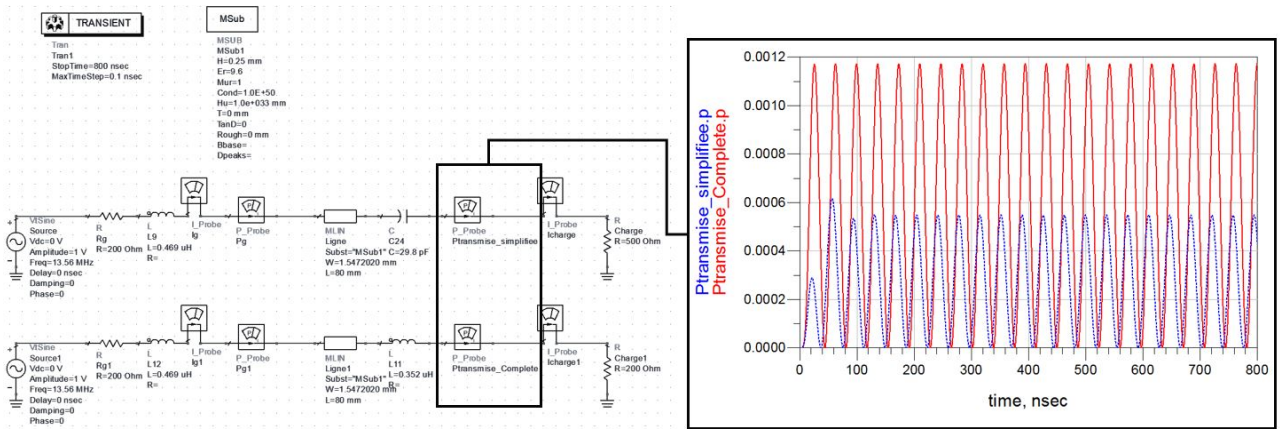 TRANSIENT
Tran
Tran1
StopTime=800 nsec
MaxTimeStep=0.1 nsec
MSub
MSUB
MSub1
H=0.25 mm
Er=9.6
Mur=1
Cond=1.0E+50
Hu=1.0e+033 mm
T=0 mm
TanD=0
Rough=0 mm
Bbase=
Dpeaks=
VtSine
Source
Vdc=0 V
Amplitude=1 V
Freq=13.56 MHz
Delay=0 nsec
Damping=0
Phase=0
R
Rg
R=200 Ohm
L
L9
L=0.469 uH
R=
I_Probe
Ig
P_Probe
Pg
MLIN
Ligne
Subst="MSub1"
W=1.5472020 mm
L=80 mm
C
C24
C=29.8 pF
P_Probe
Ptransmise_simplifiee
I_Probe
Icharge
R
Charge
R=500 Ohm
VtSine
Source1
Vdc=0 V
Amplitude=1 V
Freq=13.56 MHz
Delay=0 nsec
Damping=0
Phase=0
R
Rg1
R=200 Ohm
L
L12
L=0.469 uH
R=
I_Probe
Ig1
P_Probe
Pg1
MLIN
Ligne1
Subst="MSub1"
W=1.5472020 mm
L=80 mm
L
L11
L=0.352 uH
R=
P_Probe
Ptransmise_Complete
I_Probe
Icharge1
R
Charge1
R=200 Ohm
Ptransmise_simplifiee.p
Ptransmise_Complete.p
0.0012
0.0010
0.0008
0.0006
0.0004
0.0002
0.0000
0 100 200 300 400 500 600 700 800
time, nsec